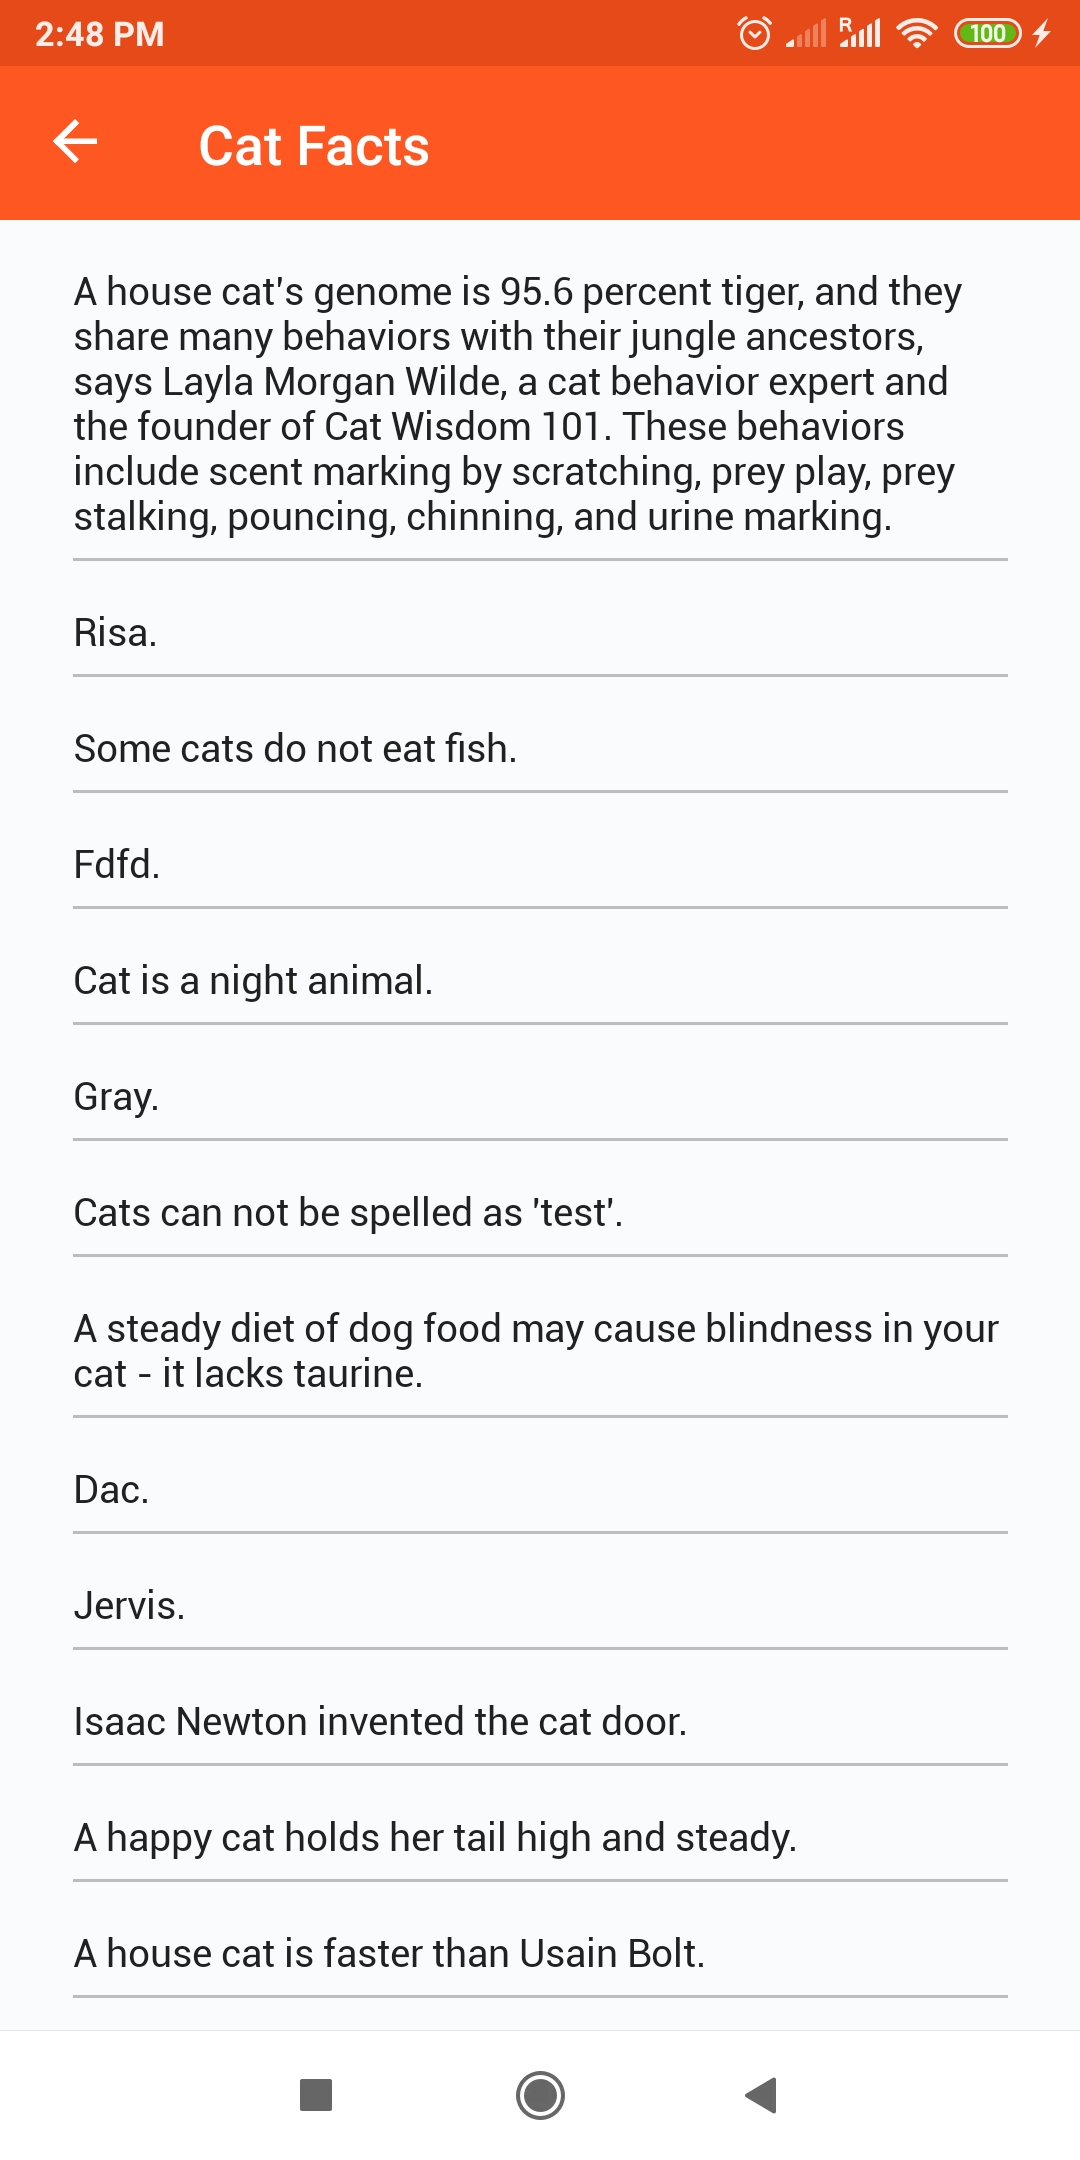 2:48 PM
R
100
Cat Facts
A house cat's genome is 95.6 percent tiger, and they
share many behaviors with their jungle ancestors,
says Layla Morgan Wilde, a cat behavior expert and
the founder of Cat Wisdom 101. These behaviors
include scent marking by scratching, prey play, prey
stalking, pouncing, chinning, and urine marking.
Risa.
Some cats do not eat fish.
Fdfd.
Cat is a night animal.
Gray.
Cats can not be spelled as 'test'.
A steady diet of dog food may cause blindness in your
cat - it lacks taurine.
Dac.
Jervis.
Isaac Newton invented the cat door.
A happy cat holds her tail high and steady.
A house cat is faster than Usain Bolt.